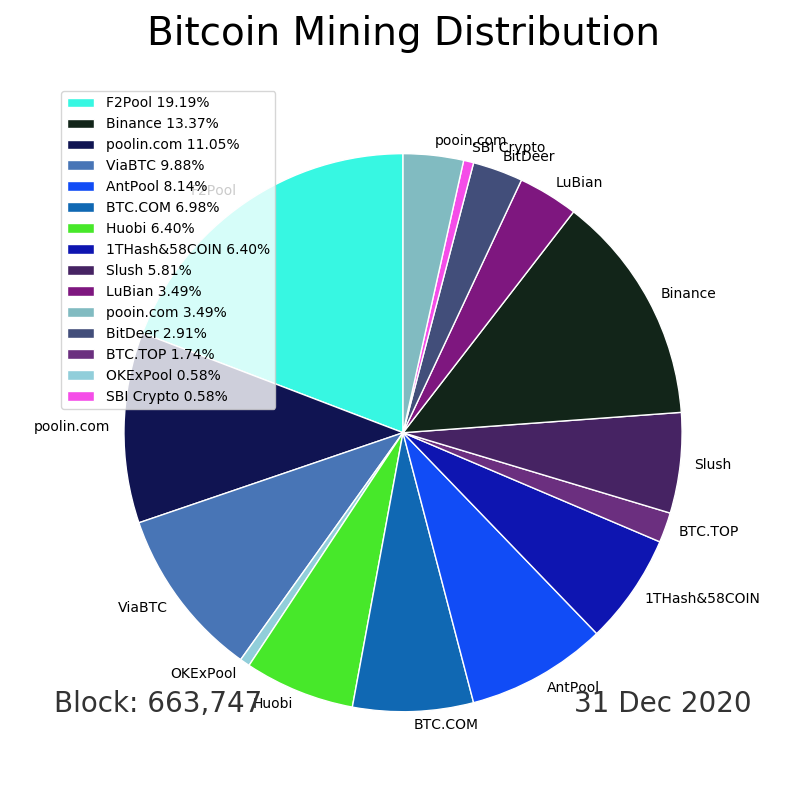 Bitcoin Mining Distribution
F2Pool 19.19%
Binance 13.37%
poolin.com 11.05%
ViaBTC 9.88%
AntPool 8.14%
BTC.COM 6.98%
Huobi 6.40%
1THash&58COIN 6.40%
Slush 5.81%
LuBian 3.49%
pooin.com 3.49%
BitDeer 2.91%
BTC.TOP 1.74%
OKExPool 0.58%
SBI Crypto 0.58%
pooin.com
SBI Crypto
BitDeer
LuBian
F2Pool
Binance
poolin.com
Slush
BTC.TOP
1THash&58COIN
ViaBTC
OKExPool
AntPool
Huobi
BTC.COM
Block: 663,747
31 Dec 2020